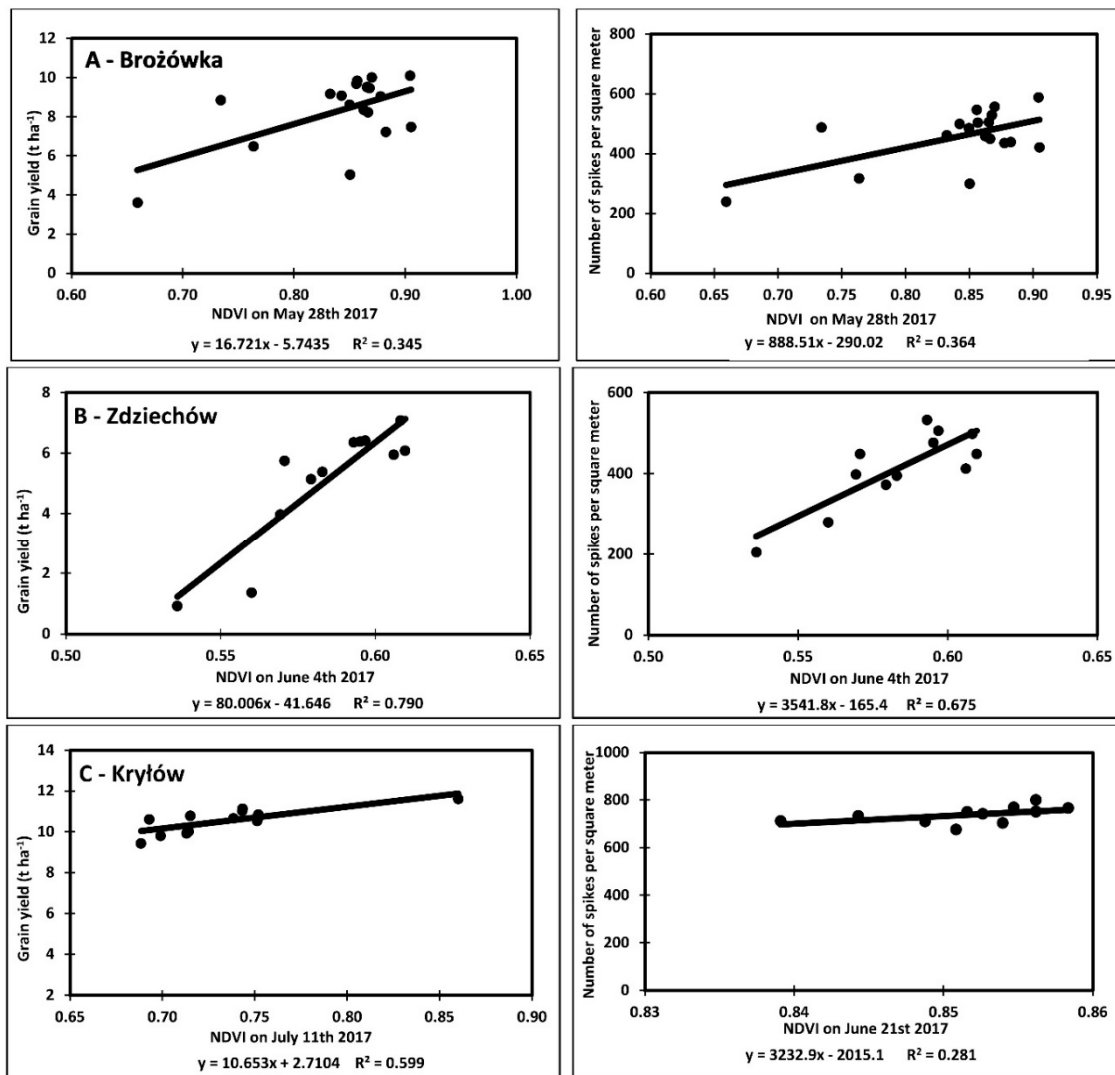 A - Brożówka
Grain yield (t ha⁻¹)
12
10
8
6
4
2
0
0.60 0.70 0.80 0.90 1.00
NDVI on May 28th 2017
y = 16.721x - 5.7435 R² = 0.345
Number of spikes per square meter
800
600
400
200
0
0.60 0.65 0.70 0.75 0.80 0.85 0.90 0.95
NDVI on May 28th 2017
y = 888.51x - 290.02 R² = 0.364
B - Zdziechów
Grain yield (t ha⁻¹)
8
6
4
2
0
0.50 0.55 0.60 0.65
NDVI on June 4th 2017
y = 80.006x - 41.646 R² = 0.790
Number of spikes per square meter
600
400
200
0
0.50 0.55 0.60 0.65
NDVI on June 4th 2017
y = 3541.8x - 165.4 R² = 0.675
C - Kryłów
Grain yield (t ha⁻¹)
14
12
10
8
6
4
2
0.65 0.70 0.75 0.80 0.85 0.90
NDVI on July 11th 2017
y = 10.653x + 2.7104 R² = 0.599
Number of spikes per square meter
1000
800
600
400
200
0
0.83 0.84 0.85 0.86
NDVI on June 21st 2017
y = 3232.9x - 2015.1 R² = 0.281